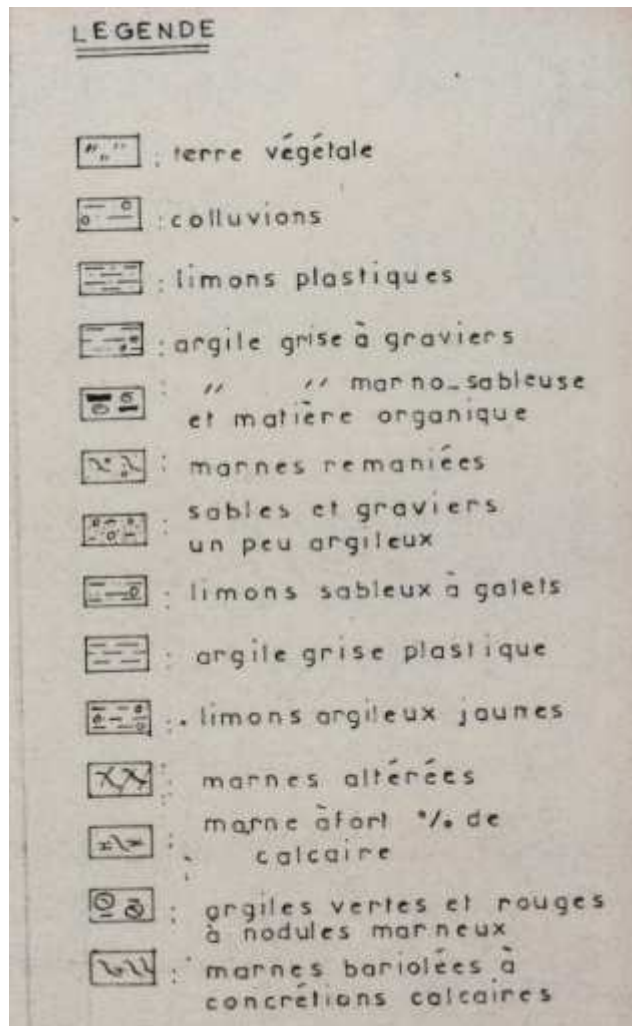 LEGENDE
: terre végétale
: colluvions
: limons plastiques
: argile grise à graviers
: " " marno_sableuse
et matière organique
: marnes remaniées
: sables et graviers
un peu argileux
: limons sableux à galets
: argile grise plastique
: limons argileux jaunes
: marnes altérées
: marne à fort % de
calcaire
: argiles vertes et rouges
à nodules marneux
: marnes bariolées à
concrétions calcaires